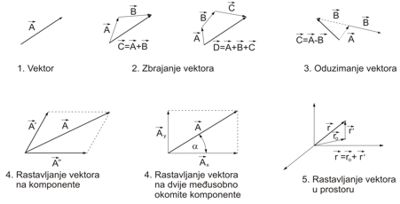 A
B
A
C=A+B
C
B
A
D=A+B+C
B
B
C=A-B
A
1. Vektor
2. Zbrajanje vektora
3. Oduzimanje vektora
A'
A
A"
A
Ay
α
Ax
r
r'
r₀
r =r₀+ r'
4. Rastavljanje vektora
na komponente
4. Rastavljanje vektora
na dvije međusobno
okomite komponente
5. Rastavljanje vektora
u prostoru